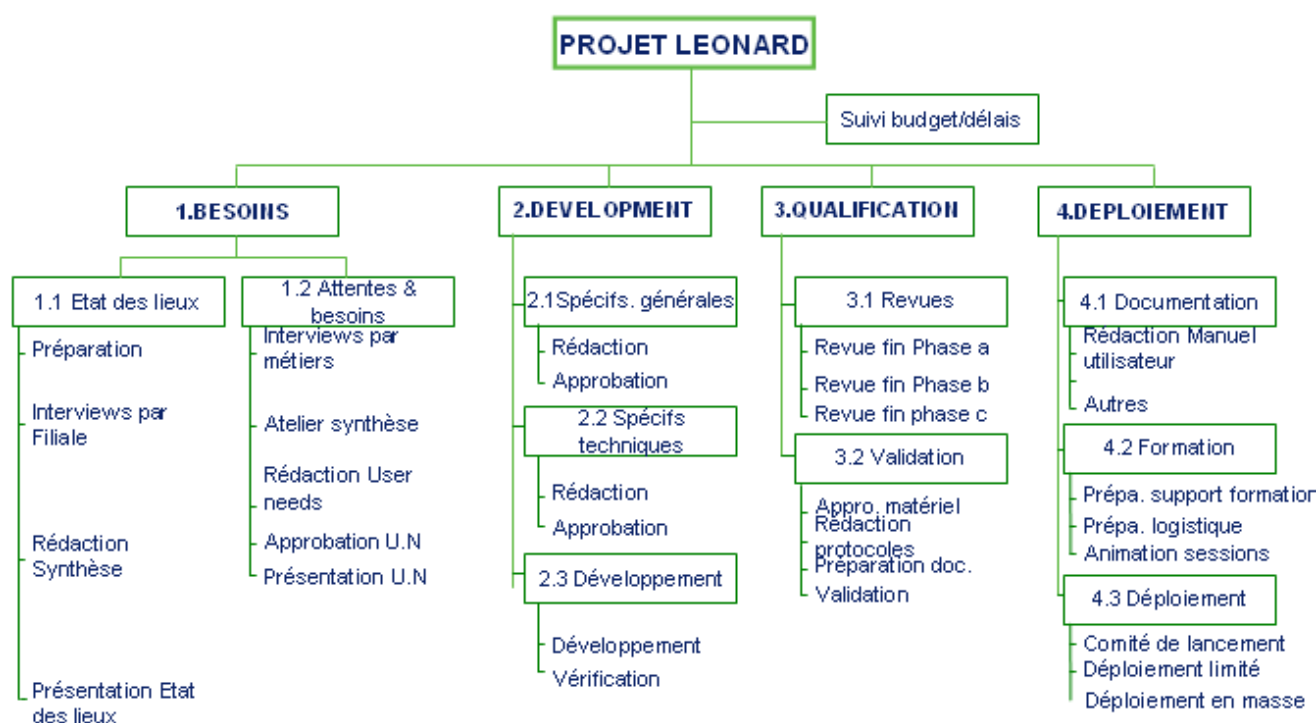 PROJET LEONARD
Suivi budget/délais
1.BESOINS
2.DEVELOPMENT
3.QUALIFICATION
4.DEPLOIEMENT
1.1 Etat des lieux
Préparation
Interviews par
Filiale
Rédaction
Synthèse
Présentation Etat
des lieux
1.2 Attentes &
besoins
Interviews par
métiers
Atelier synthèse
Rédaction User
needs
Approbation U.N
Présentation U.N
2.1Spécifs. générales
Rédaction
Approbation
2.2 Spécifs
techniques
Rédaction
Approbation
2.3 Développement
Développement
Vérification
3.1 Revues
Revue fin Phase a
Revue fin Phase b
Revue fin phase c
3.2 Validation
Appro. matériel
Rédaction
protocoles
Préparation doc.
Validation
4.1 Documentation
Rédaction Manuel
utilisateur
Autres
4.2 Formation
Prépa. support formation
Prépa. logistique
Animation sessions
4.3 Déploiement
Comité de lancement
Déploiement limité
Déploiement en masse